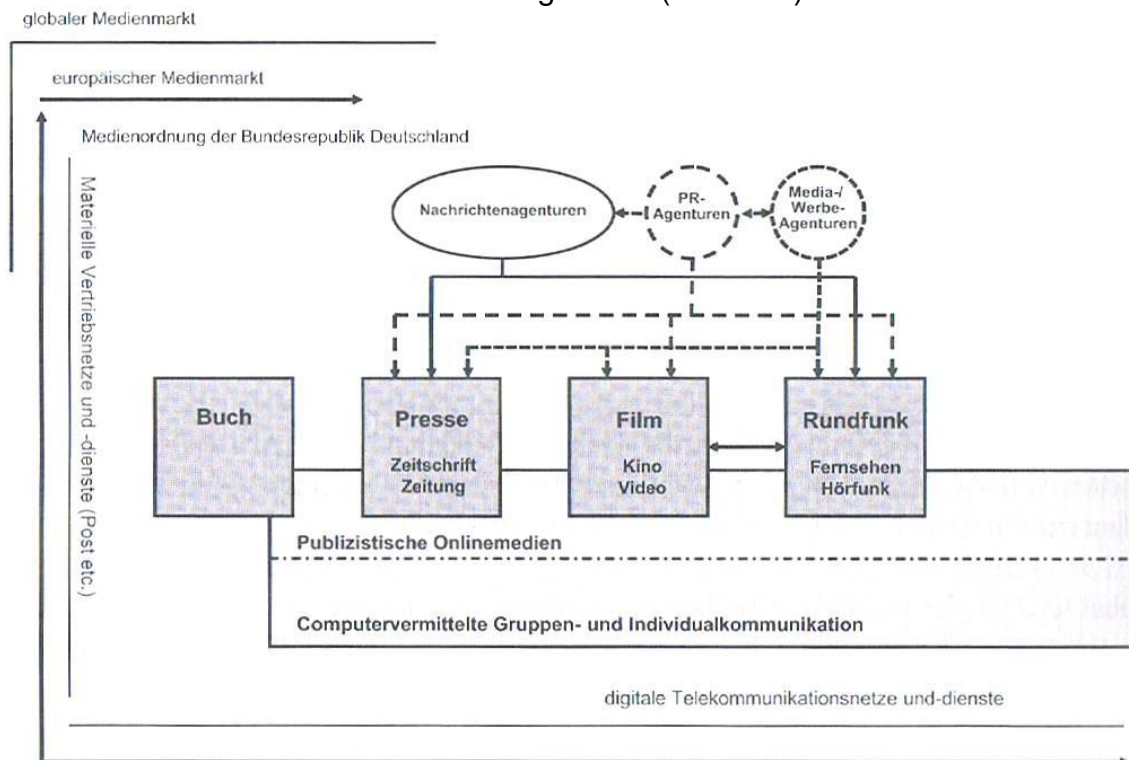 globaler Medienmarkt
europäischer Medienmarkt
Medienordnung der Bundesrepublik Deutschland
Materielle Vertriebsnetze und -dienste (Post etc.)
Nachrichtenagenturen
PR-
Agenturen
Media-/
Werbe-
Agenturen
Buch
Presse
Zeitschrift
Zeitung
Film
Kino
Video
Rundfunk
Fernsehen
Hörfunk
Publizistische Onlinemedien
Computervermittelte Gruppen- und Individualkommunikation
digitale Telekommunikationsnetze und-dienste